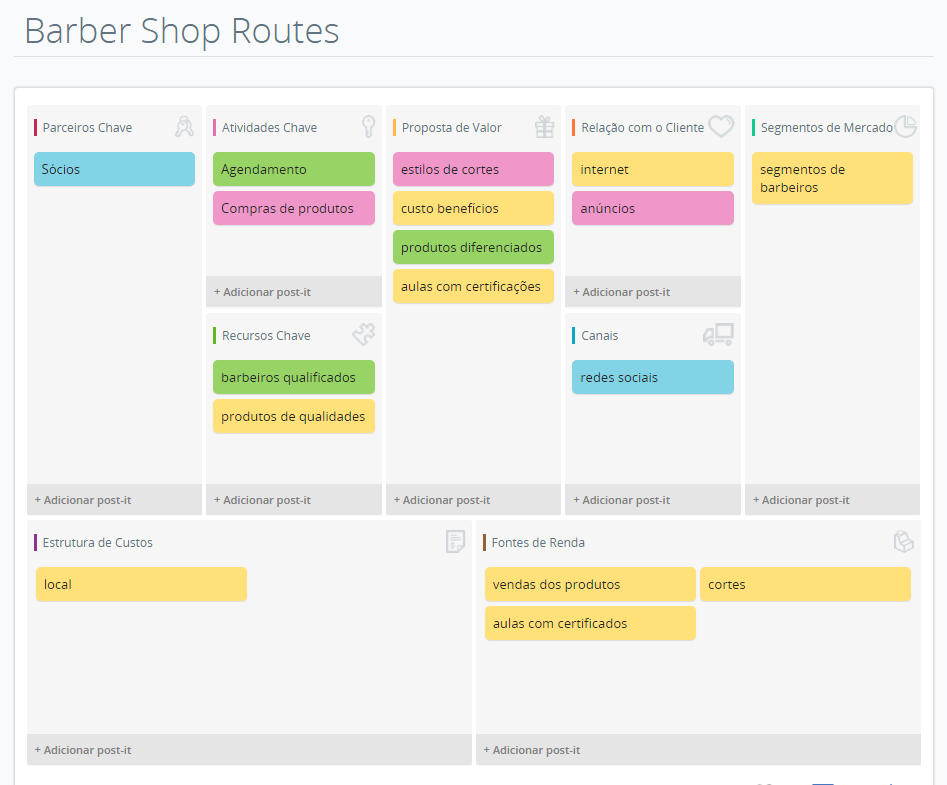 Barber Shop Routes
Parceiros Chave
Sócios
+ Adicionar post-it
Atividades Chave
Agendamento
Compras de produtos
+ Adicionar post-it
Recursos Chave
barbeiros qualificados
produtos de qualidades
+ Adicionar post-it
Proposta de Valor
estilos de cortes
custo benefícios
produtos diferenciados
aulas com certificações
+ Adicionar post-it
Relação com o Cliente
internet
anúncios
+ Adicionar post-it
Canais
redes sociais
+ Adicionar post-it
Segmentos de Mercado
segmentos de
barbeiros
+ Adicionar post-it
Estrutura de Custos
local
+ Adicionar post-it
Fontes de Renda
vendas dos produtos
cortes
aulas com certificados
+ Adicionar post-it